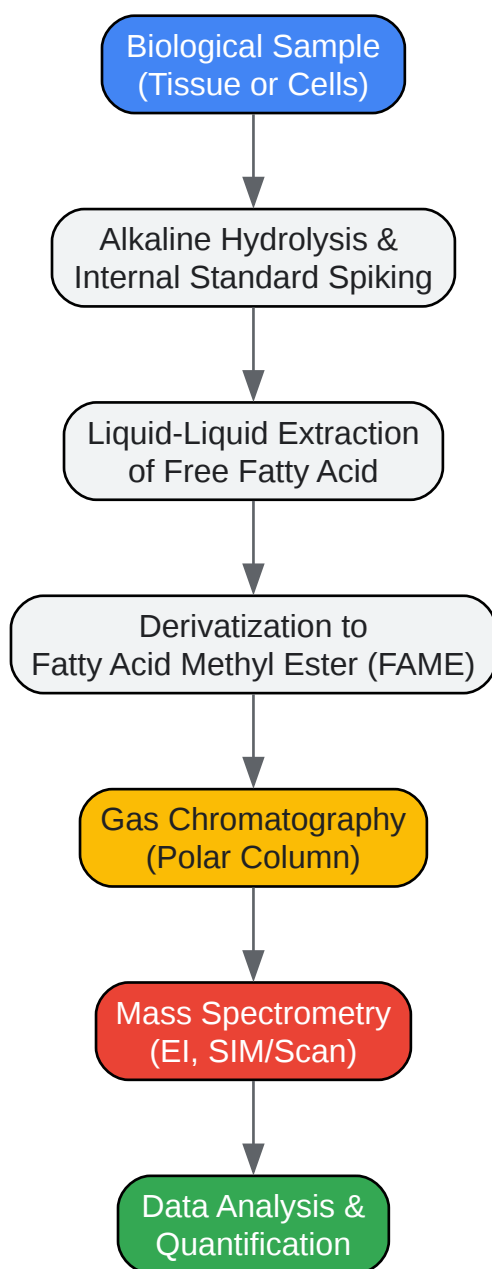 Biological Sample
(Tissue or Cells)
Alkaline Hydrolysis &
Internal Standard Spiking
Liquid-Liquid Extraction
of Free Fatty Acid
Derivatization to
Fatty Acid Methyl Ester (FAME)
Gas Chromatography
(Polar Column)
Mass Spectrometry
(EI, SIM/Scan)
Data Analysis &
Quantification